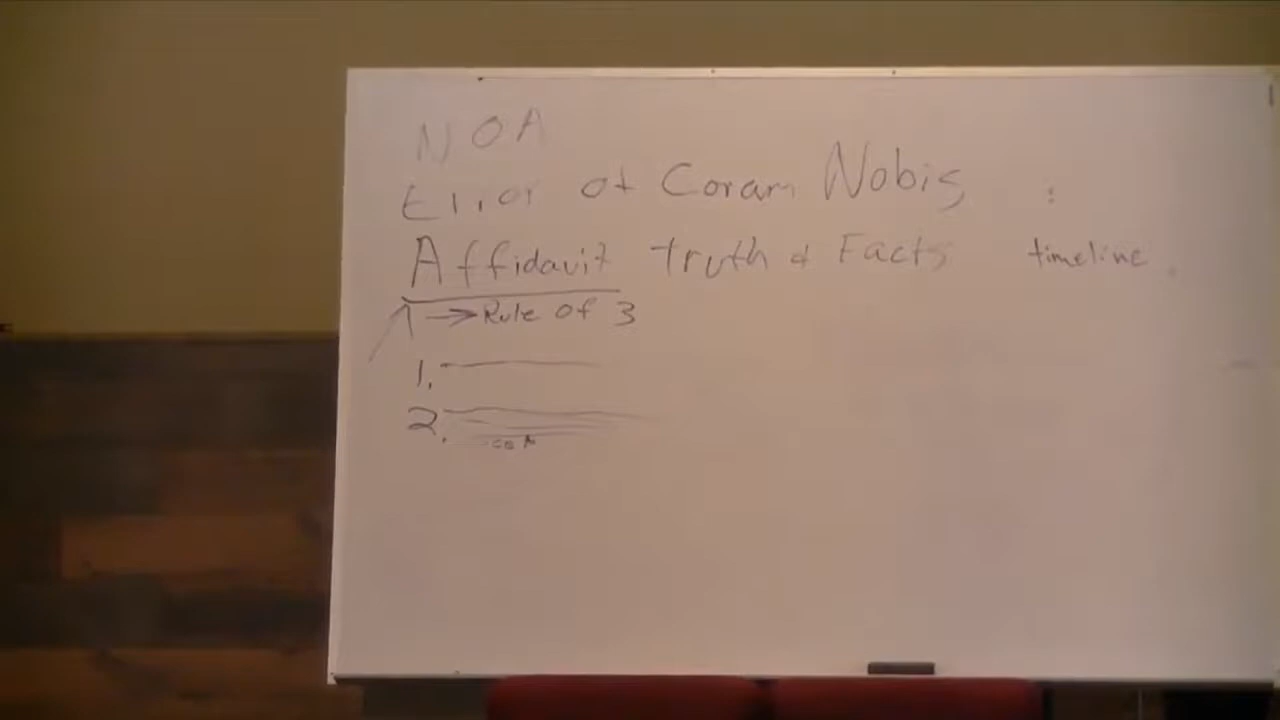 NOA
Error of Coram Nobis :
Affidavit truth & Facts timeline
→ Rule of 3
1.
2.